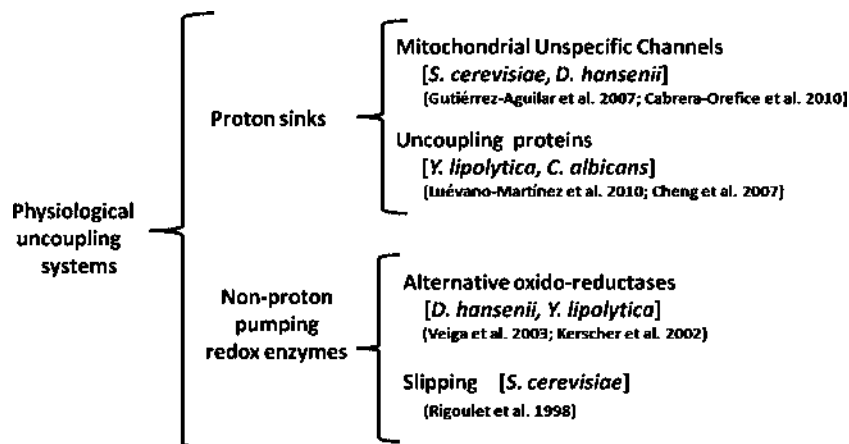 Physiological
uncoupling
systems
Proton sinks
Mitochondrial Unspecific Channels
[S. cerevisiae, D. hansenii]
(Gutiérrez-Aguilar et al. 2007; Cabrera-Orefice et al. 2010)
Uncoupling proteins
[Y. lipolytica, C. albicans]
(Luévano-Martínez et al. 2010; Cheng et al. 2007)
Non-proton
pumping
redox enzymes
Alternative oxido-reductases
[D. hansenii, Y. lipolytica]
(Veiga et al. 2003; Kerscher et al. 2002)
Slipping [S. cerevisiae]
(Rigoulet et al. 1998)